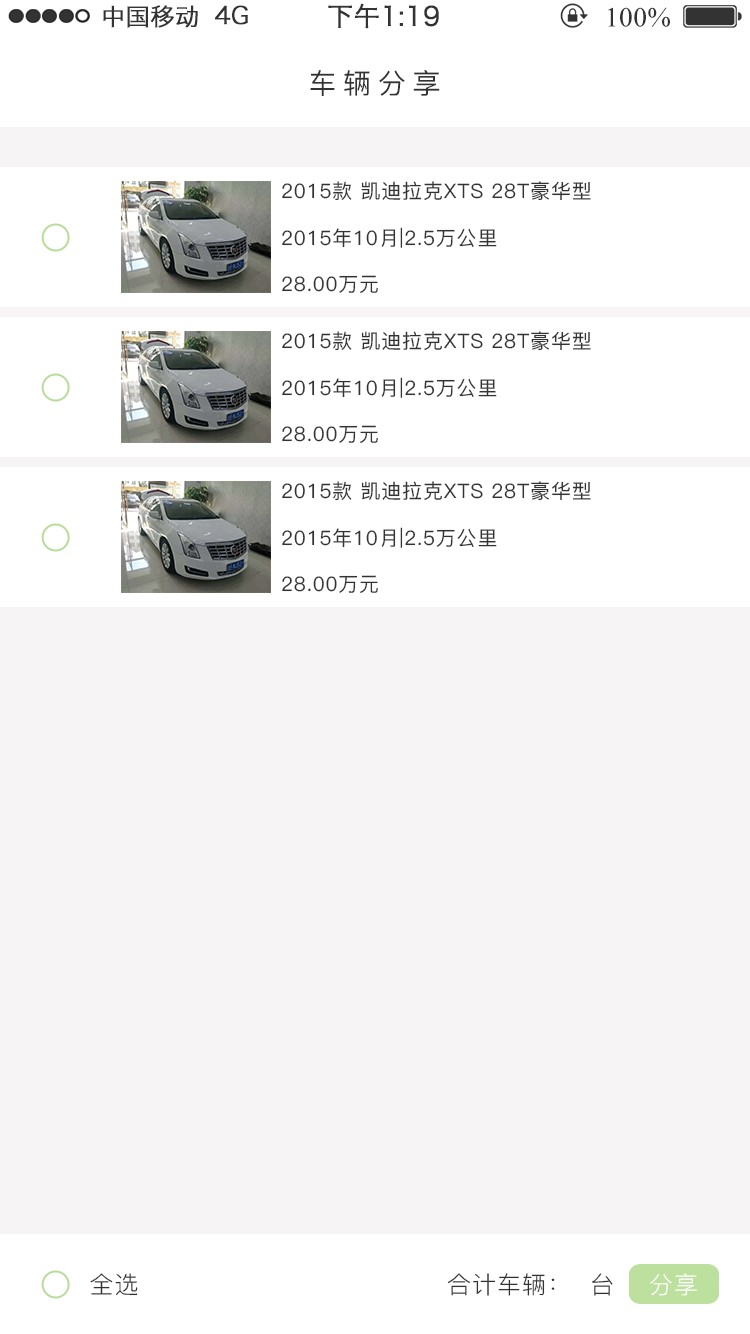 中国移动 4G 下午1:19 100%
车辆分享
2015款 凯迪拉克XTS 28T豪华型
2015年10月|2.5万公里
28.00万元
2015款 凯迪拉克XTS 28T豪华型
2015年10月|2.5万公里
28.00万元
2015款 凯迪拉克XTS 28T豪华型
2015年10月|2.5万公里
28.00万元
全选 合计车辆： 台 分享